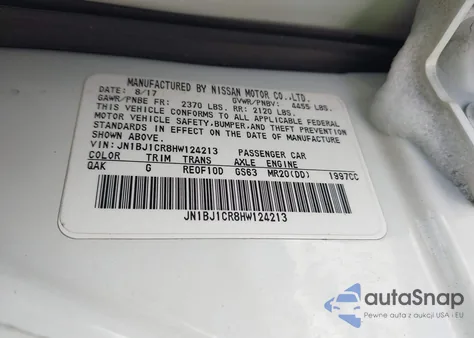 MANUFACTURED BY NISSAN MOTOR CO.,LTD.
DATE: 8/17 GVWR/PNBV: 4455 LBS.
GAWR/PNBE FR: 2370 LBS. RR: 2120 LBS.
THIS VEHICLE CONFORMS TO ALL APPLICABLE FEDERAL
MOTOR VEHICLE SAFETY,BUMPER,AND THEFT PREVENTION
STANDARDS IN EFFECT ON THE DATE OF MANUFACTURE
SHOWN ABOVE.
VIN: JN1BJ1CR8HW124213 PASSENGER CAR
COLOR TRIM TRANS AXLE ENGINE
QAK G RE0F10D GS63 MR20(DD) 1997CC
JN1BJ1CR8HW124213
autoSnap
Pewne auta z aukcji USA i EU